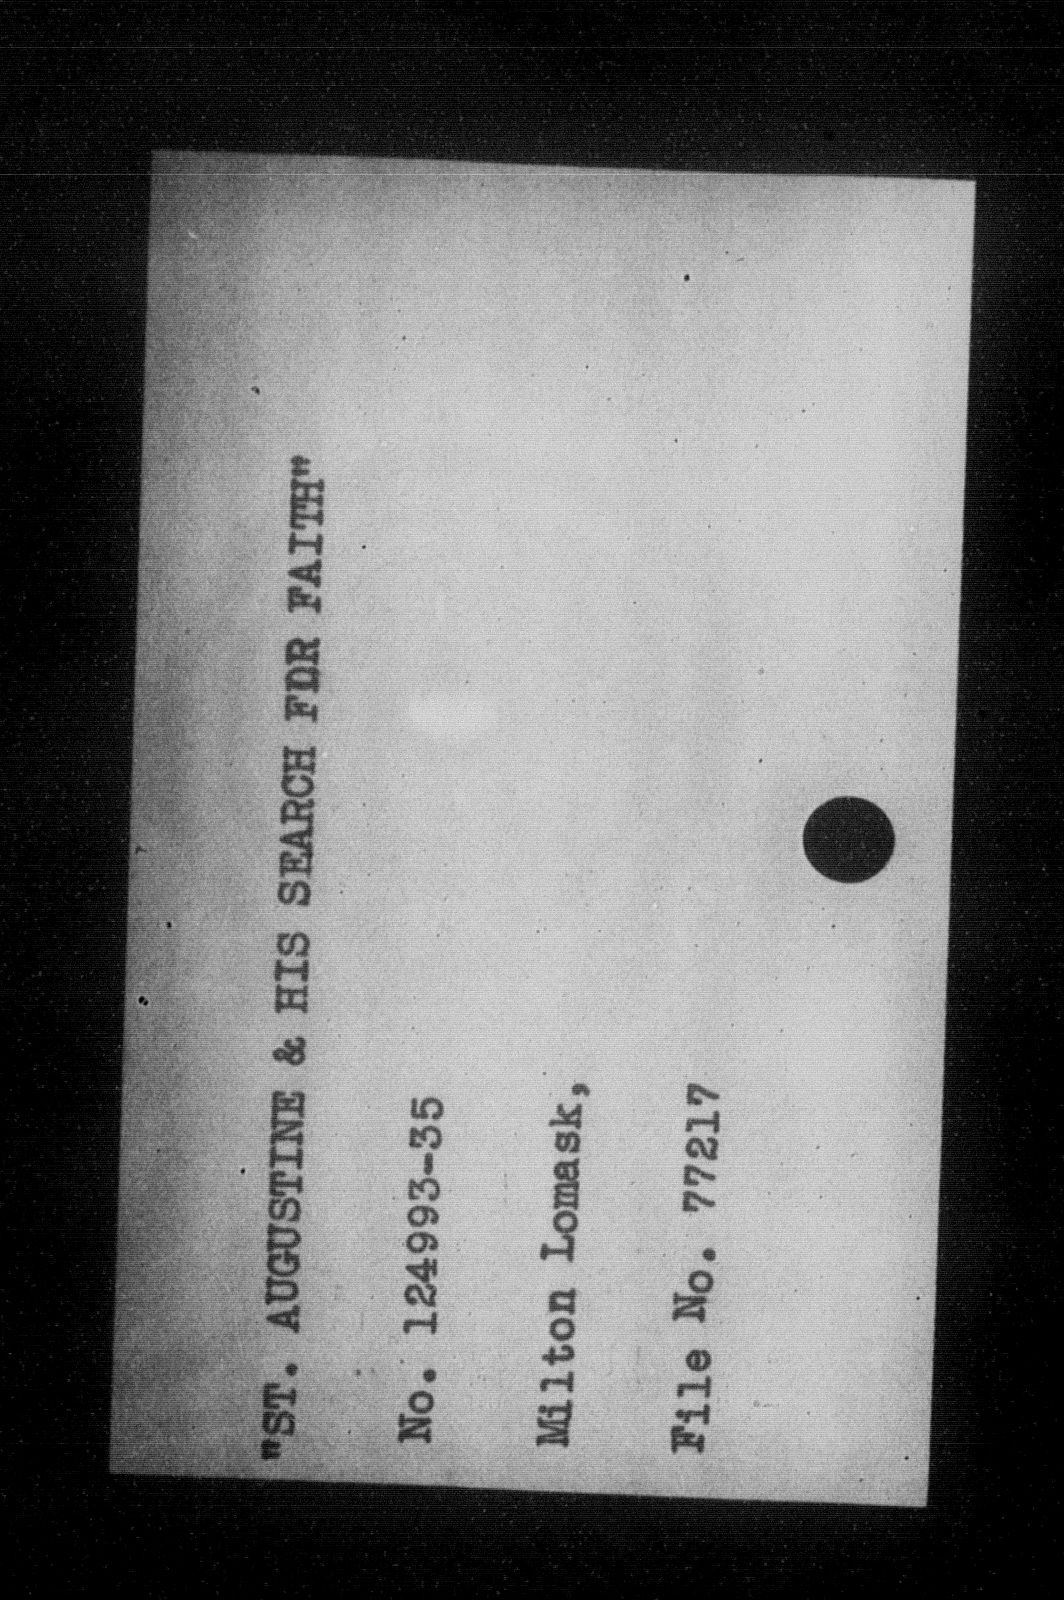 "ST. AUGUSTINE & HIS SEARCH FOR FAITH"
No. 124993-35
Milton Lomask,
File No. 77217